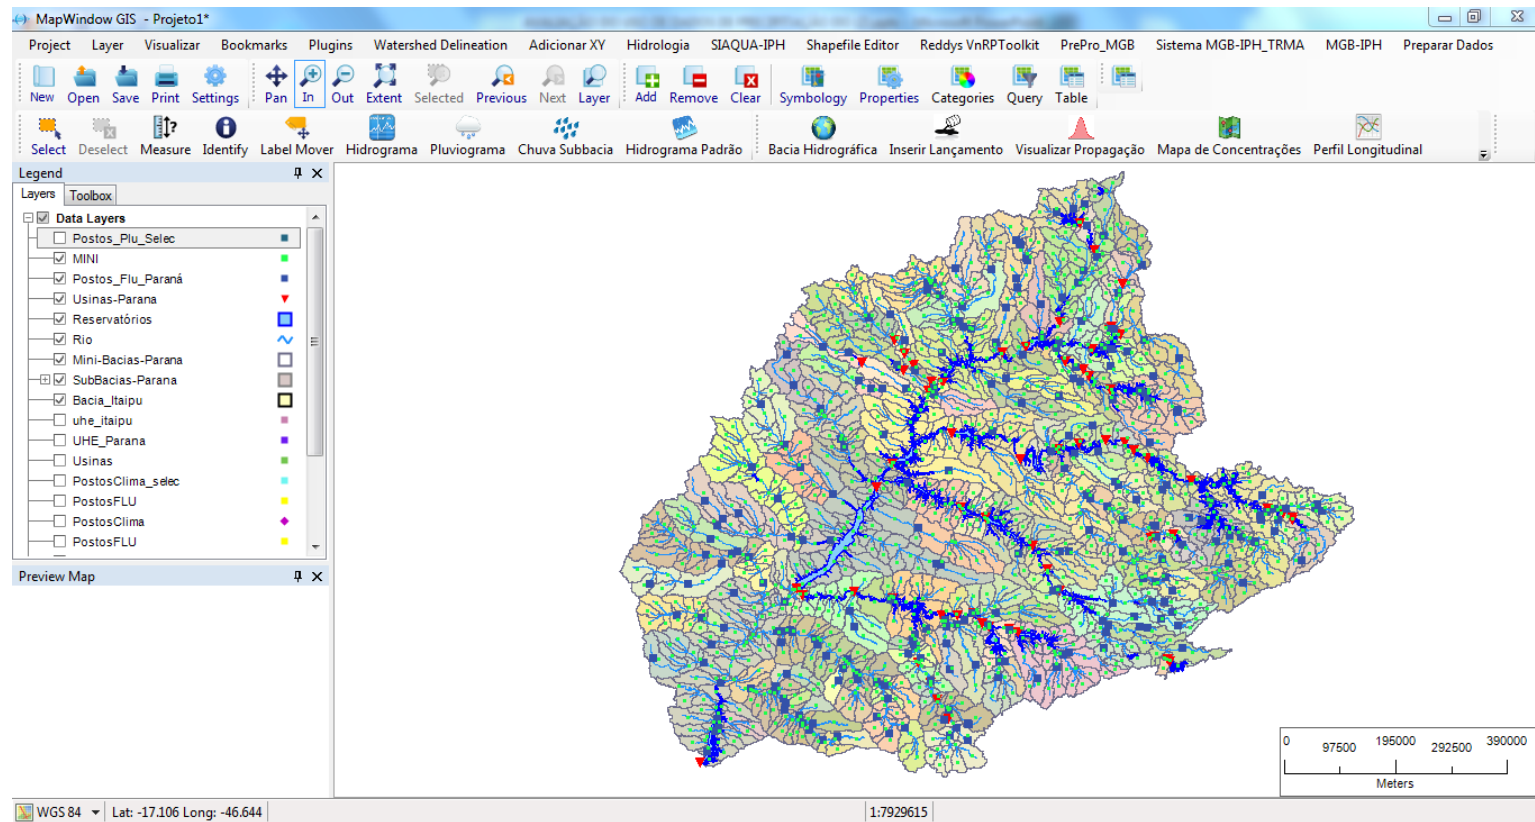 MapWindow GIS - Projeto1*
Project Layer Visualizar Bookmarks Plugins Watershed Delineation Adicionar XY Hidrologia SIAQUA-IPH Shapefile Editor Reddys VnRPToolkit PrePro_MGB Sistema MGB-IPH_TRMA MGB-IPH Preparar Dados
New Open Save Print Settings Pan In Out Extent Selected Previous Next Layer Add Remove Clear Symbology Properties Categories Query Table
Select Deselect Measure Identify Label Mover Hidrograma Pluviograma Chuva Subbacia Hidrograma Padrão Bacia Hidrográfica Inserir Lançamento Visualizar Propagação Mapa de Concentrações Perfil Longitudinal
Legend
Layers Toolbox
Data Layers
Postos_Plu_Selec
MINI
Postos_Flu_Paraná
Usinas-Parana
Reservatórios
Rio
Mini-Bacias-Parana
SubBacias-Parana
Bacia_Itaipu
uhe_itaipu
UHE_Parana
Usinas
PostosClima_selec
PostosFLU
PostosClima
PostosFLU
Preview Map
0 97500 195000 292500 390000
Meters
WGS 84 Lat: -17.106 Long: -46.644 1:7929615